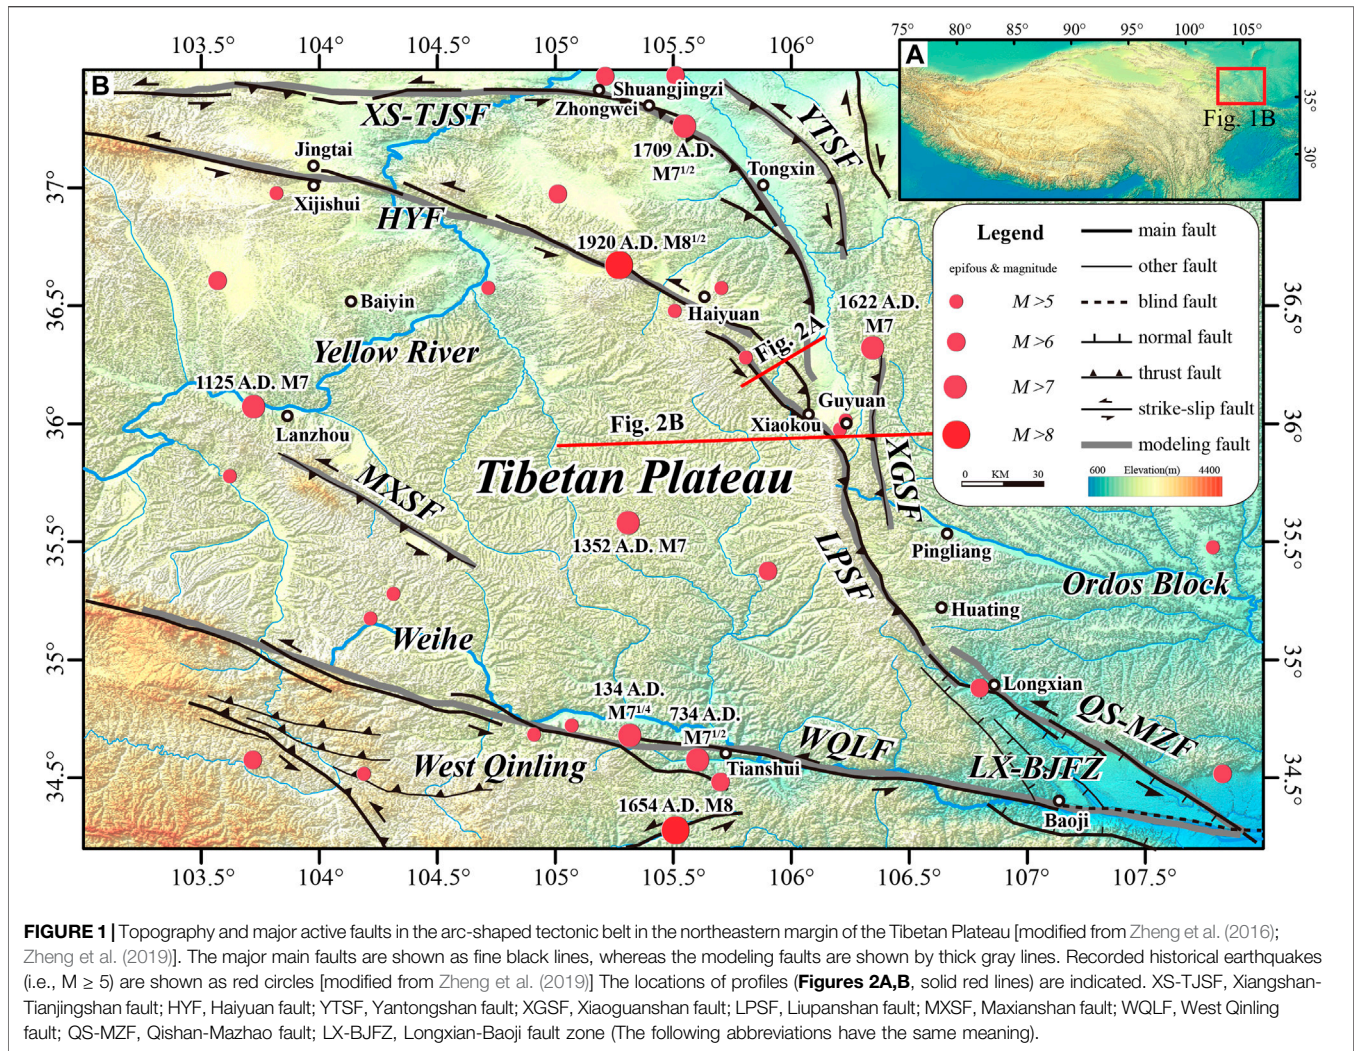 103.5° 104° 104.5° 105° 105.5° 106°
75° 80° 85° 90° 95° 100° 105°
A
35°
30°
Fig. 1B
B
XS-TJSF
Shuangjingzi
Zhongwei
YTSF
1709 A.D.
M7 1/2
Jingtai
Tongxin
Xijishui
37°
HYF
1920 A.D. M8 1/2
Haiyuan
Baiyin
36.5°
36.5°
1622 A.D.
M7
Fig. 2A
Yellow River
1125 A.D. M7
Lanzhou
Guyuan
Xiaokou
36°
36°
Fig. 2B
Tibetan Plateau
XGSF
MXSF
1352 A.D. M7
LPSF
Pingliang
35.5°
35.5°
Ordos Block
Huating
Weihe
35°
35°
Longxian
134 A.D.
M7 1/4
734 A.D.
M7 1/2
QS-MZF
WQLF
West Qinling
Tianshui
LX-BJFZ
34.5°
34.5°
1654 A.D. M8
Baoji
103.5° 104° 104.5° 105° 105.5° 106° 106.5° 107° 107.5°
Legend
epifous & magnitude
M >5
M >6
M >7
M >8
0 KM 30
main fault
other fault
blind fault
normal fault
thrust fault
strike-slip fault
modeling fault
600 Elevation(m) 4400
FIGURE 1 | Topography and major active faults in the arc-shaped tectonic belt in the northeastern margin of the Tibetan Plateau [modified from Zheng et al. (2016);
Zheng et al. (2019)]. The major main faults are shown as fine black lines, whereas the modeling faults are shown by thick gray lines. Recorded historical earthquakes
(i.e., M ≥ 5) are shown as red circles [modified from Zheng et al. (2019)] The locations of profiles (Figures 2A,B, solid red lines) are indicated. XS-TJSF, Xiangshan-
Tianjingshan fault; HYF, Haiyuan fault; YTSF, Yantongshan fault; XGSF, Xiaoguanshan fault; LPSF, Liupanshan fault; MXSF, Maxianshan fault; WQLF, West Qinling
fault; QS-MZF, Qishan-Mazhao fault; LX-BJFZ, Longxian-Baoji fault zone (The following abbreviations have the same meaning).